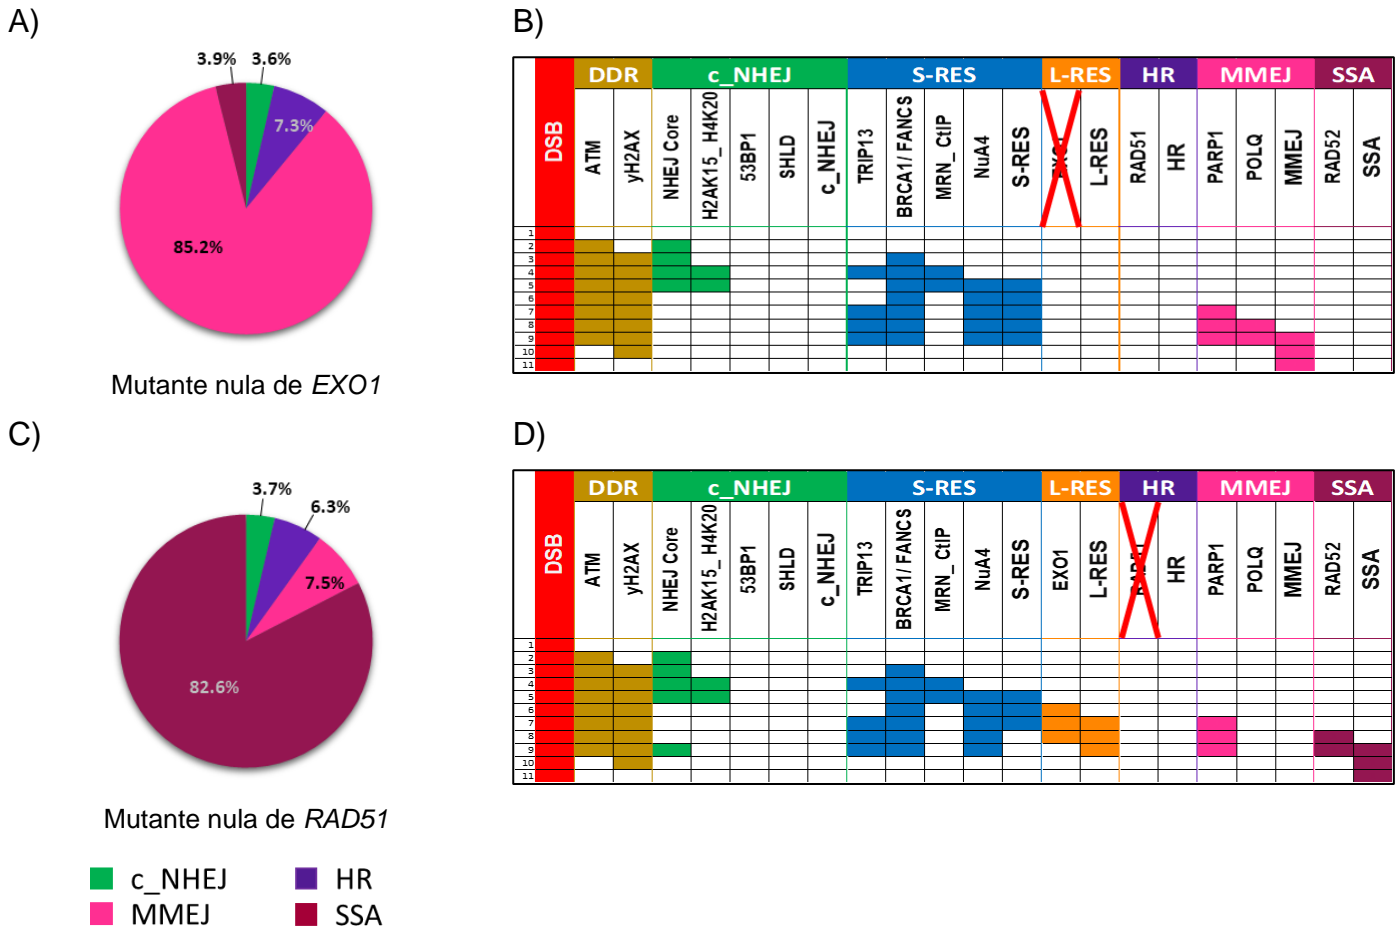 A)
3.9% 3.6%
7.3%
85.2%
Mutante nula de EXO1
B)
DDR c_NHEJ S-RES L-RES HR MMEJ SSA
DSB ATM yH2AX NHEJ Core H2AK15_H4K20 53BP1 SHLD c_NHEJ TRIP13 BRCA1/ FANCS MRN_CtIP NuA4 S-RES EXO1 L-RES RAD51 HR PARP1 POLQ MMEJ RAD52 SSA
1
2
3
4
5
6
7
8
9
10
11
C)
3.7%
6.3%
7.5%
82.6%
Mutante nula de RAD51
c_NHEJ HR
MMEJ SSA
D)
DDR c_NHEJ S-RES L-RES HR MMEJ SSA
DSB ATM yH2AX NHEJ Core H2AK15_H4K20 53BP1 SHLD c_NHEJ TRIP13 BRCA1/ FANCS MRN_CtIP NuA4 S-RES EXO1 L-RES RAD51 HR PARP1 POLQ MMEJ RAD52 SSA
1
2
3
4
5
6
7
8
9
10
11